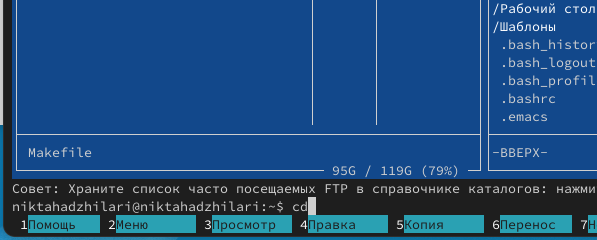 /Рабочий стол
/Шаблоны
.bash_histor
.bash_logout
.bash_profil
.bashrc
.emacs
Makefile
-ВВЕРХ-
95G / 119G (79%)
Совет: Храните список часто посещаемых FTP в справочнике каталогов: нажми
niktahadzhilari@niktahadzhilari:~$ cd
1Помощь 2Меню 3Просмотр 4Правка 5Копия 6Перенос 7Н